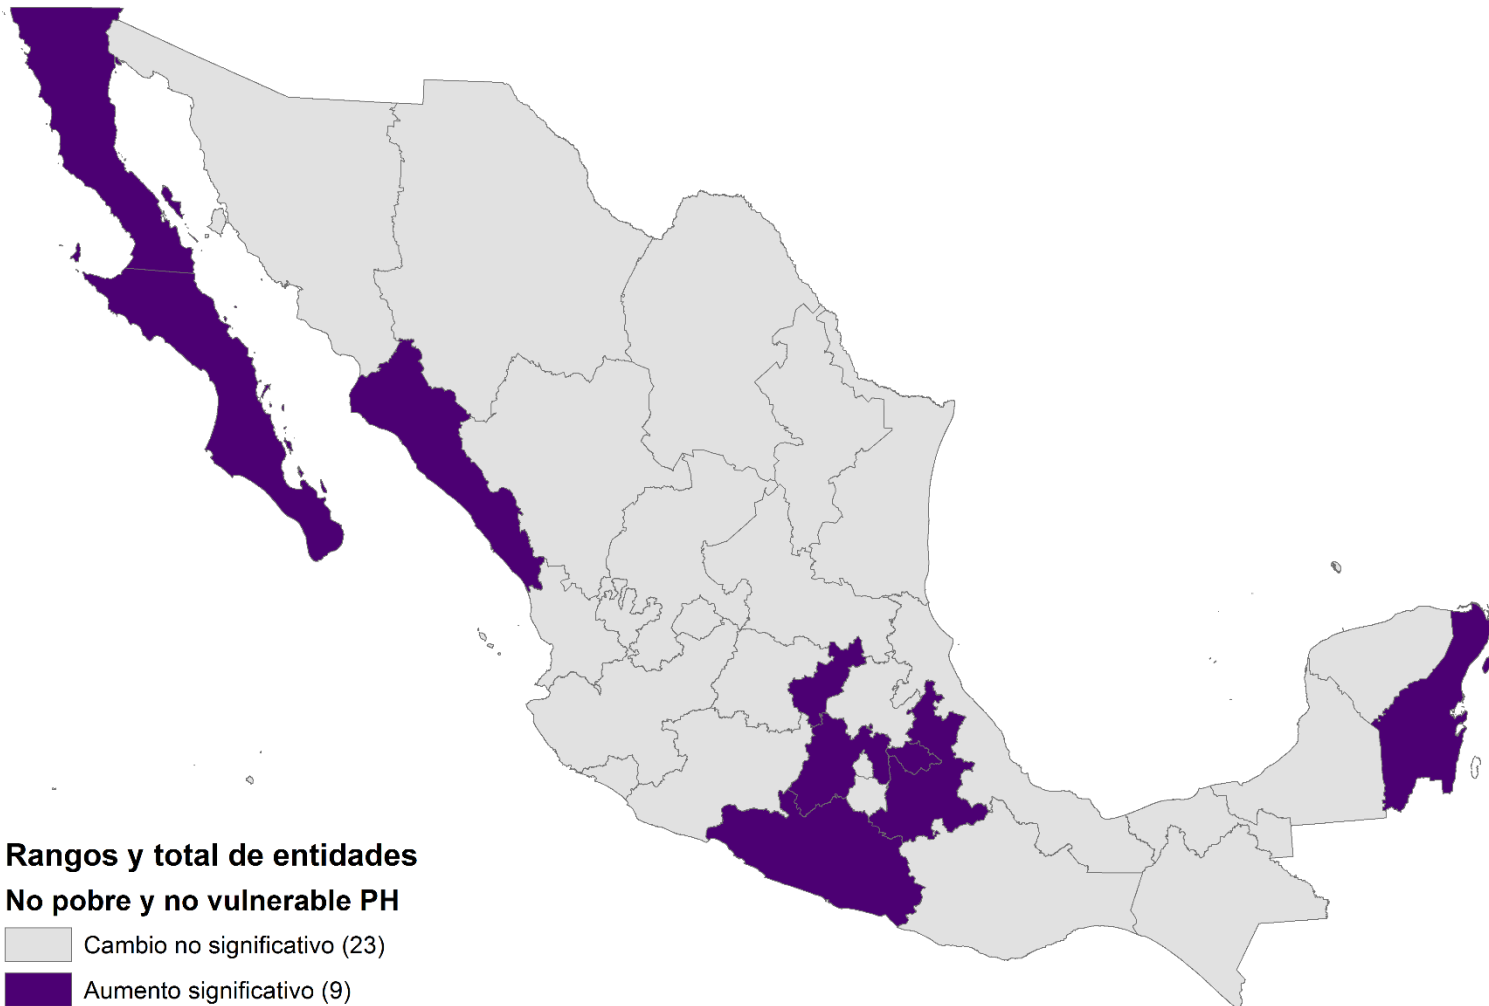 Rangos y total de entidades
No pobre y no vulnerable PH
Cambio no significativo (23)
Aumento significativo (9)